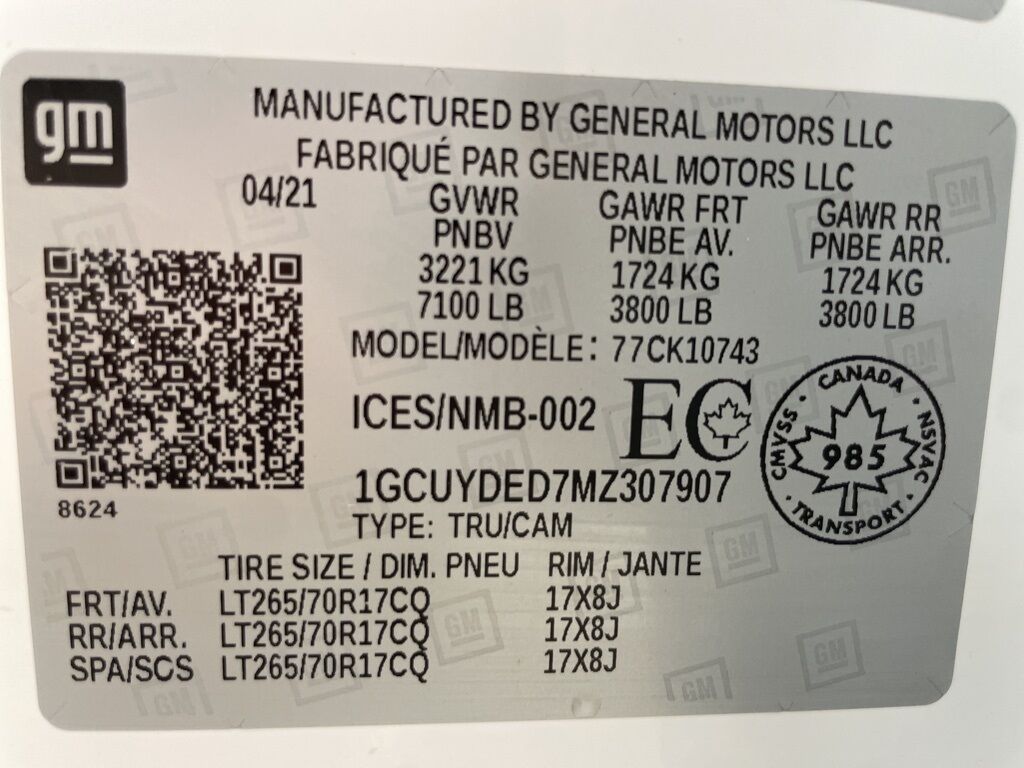 gm
MANUFACTURED BY GENERAL MOTORS LLC
FABRIQUÉ PAR GENERAL MOTORS LLC
04/21 GVWR GAWR FRT GAWR RR
PNBV PNBE AV. PNBE ARR.
3221 KG 1724 KG 1724 KG
7100 LB 3800 LB 3800 LB
MODEL/MODÈLE: 77CK10743
ICES/NMB-002 EC
CANADA
CMVSS · NSVAC
985
TRANSPORT
1GCUYDED7MZ307907
8624
TYPE: TRU/CAM
TIRE SIZE / DIM. PNEU RIM / JANTE
FRT/AV. LT265/70R17CQ 17X8J
RR/ARR. LT265/70R17CQ 17X8J
SPA/SCS LT265/70R17CQ 17X8J